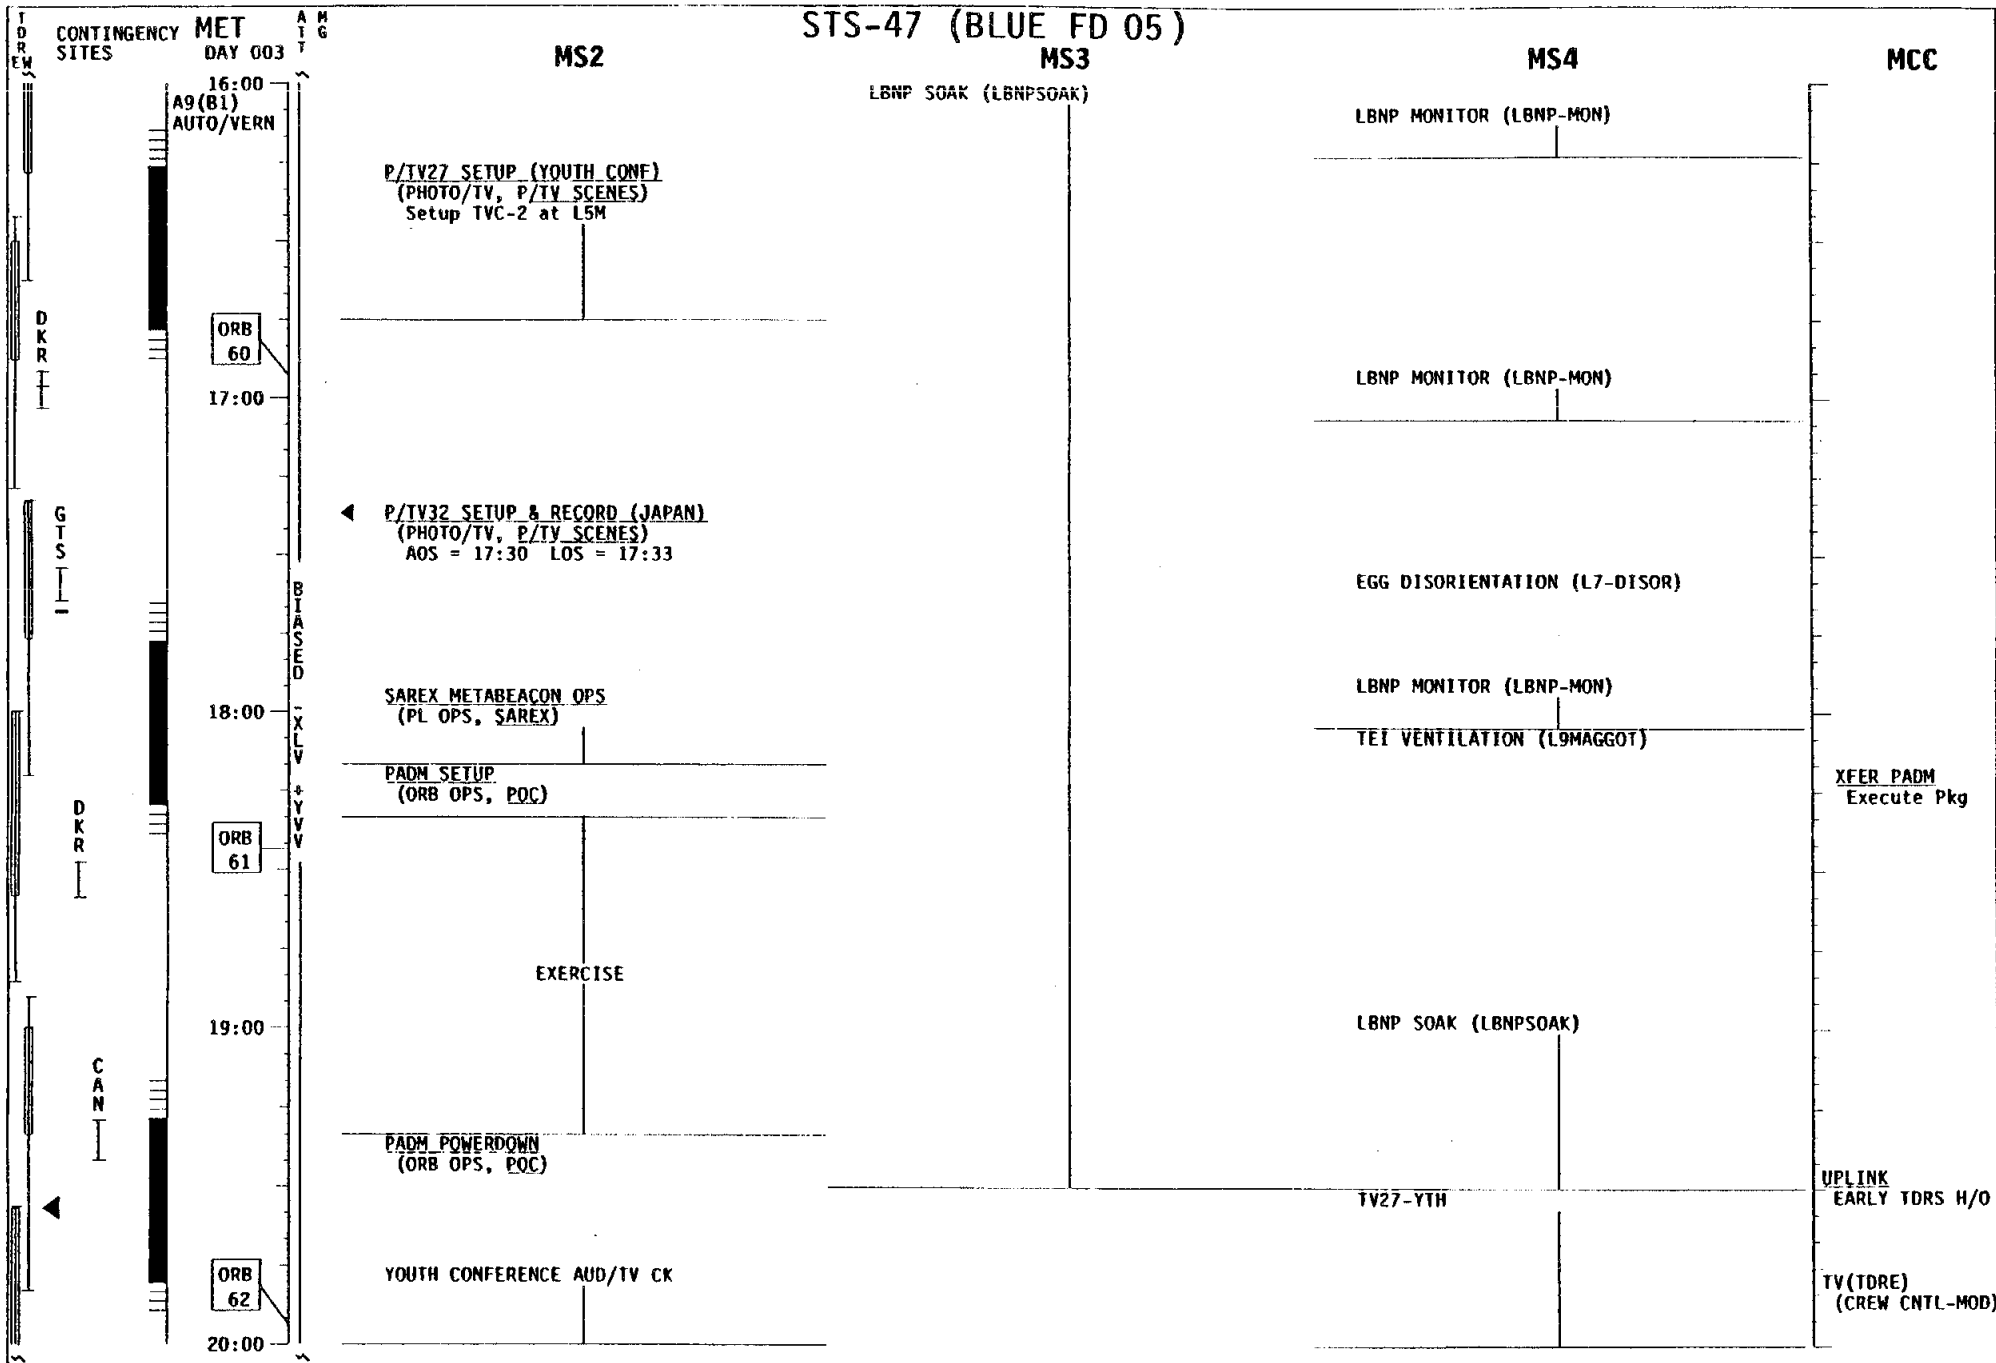 STS-47 (BLUE FD 05)
TDRE W
CONTINGENCY SITES
MET
DAY 003
ATT
MG
MS2
MS3
MS4
MCC
16:00
A9(B1)
AUTO/VERN
LBNP SOAK (LBNPSOAK)
LBNP MONITOR (LBNP-MON)
P/TV27 SETUP (YOUTH CONF)
(PHOTO/TV, P/TV SCENES)
Setup TVC-2 at L5M
DKR
ORB
60
LBNP MONITOR (LBNP-MON)
17:00
GTS
P/TV32 SETUP & RECORD (JAPAN)
(PHOTO/TV, P/TV SCENES)
AOS = 17:30 LOS = 17:33
EGG DISORIENTATION (L7-DISOR)
BIASED -XLV +YVV
SAREX METABEACON OPS
(PL OPS, SAREX)
LBNP MONITOR (LBNP-MON)
18:00
TEI VENTILATION (L9MAGGOT)
PADM SETUP
(ORB OPS, POC)
XFER PADM
Execute Pkg
DKR
ORB
61
EXERCISE
19:00
LBNP SOAK (LBNPSOAK)
CAN
PADM POWERDOWN
(ORB OPS, POC)
TV27-YTH
UPLINK
EARLY TDRS H/O
ORB
62
YOUTH CONFERENCE AUD/TV CK
TV(TDRE)
(CREW CNTL-MOD)
20:00